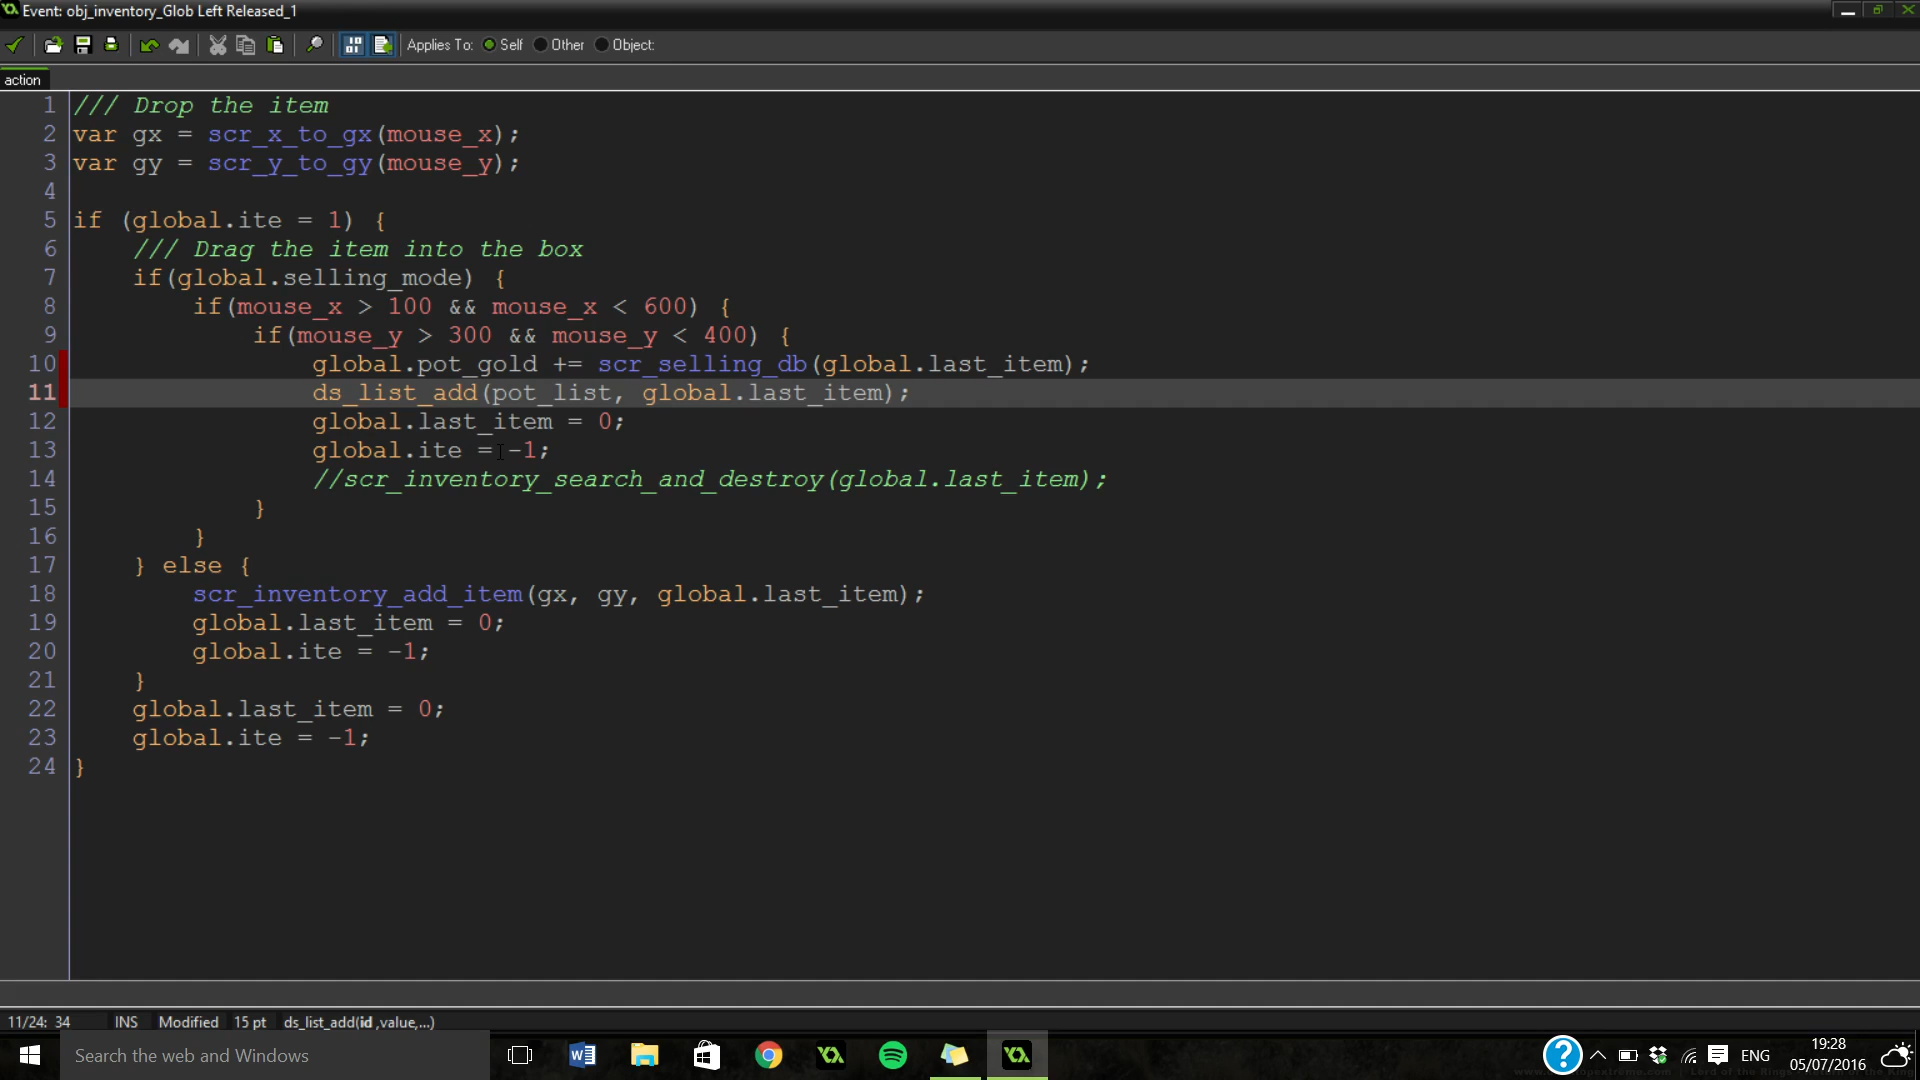 Event: obj_inventory_Glob Left Released_1
Applies To: Self Other Object:
action
1 /// Drop the item
2 var gx = scr_x_to_gx(mouse_x);
3 var gy = scr_y_to_gy(mouse_y);
4
5 if (global.ite = 1) {
6 /// Drag the item into the box
7 if(global.selling_mode) {
8 if(mouse_x > 100 && mouse_x < 600) {
9 if(mouse_y > 300 && mouse_y < 400) {
10 global.pot_gold += scr_selling_db(global.last_item);
11 ds_list_add(pot_list, global.last_item);
12 global.last_item = 0;
13 global.ite = -1;
14 //scr_inventory_search_and_destroy(global.last_item);
15 }
16 }
17 } else {
18 scr_inventory_add_item(gx, gy, global.last_item);
19 global.last_item = 0;
20 global.ite = -1;
21 }
22 global.last_item = 0;
23 global.ite = -1;
24 }
11/24: 34 INS Modified 15 pt ds_list_add(id ,value,...)
Search the web and Windows
ENG
19:28
05/07/2016